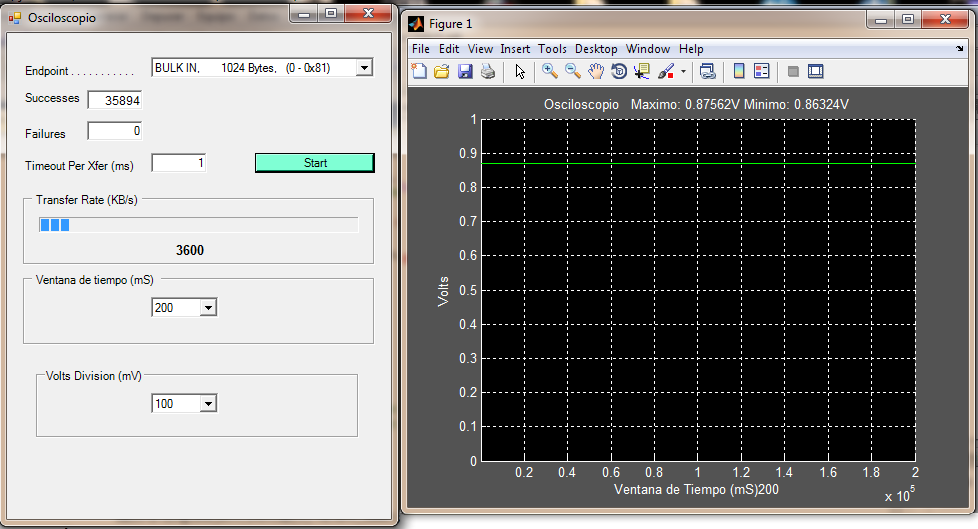 Osciloscopio
Endpoint . . . . . . . . . . . BULK IN, 1024 Bytes, (0 - 0x81)
Successes 35894
Failures 0
Timeout Per Xfer (ms) 1 Start
Transfer Rate (KB/s)
3600
Ventana de tiempo (mS)
200
Volts Division (mV)
100
Figure 1
File Edit View Insert Tools Desktop Window Help
Osciloscopio Maximo: 0.87562V Minimo: 0.86324V
1
0.9
0.8
0.7
0.6
0.5
0.4
0.3
0.2
0.1
0
Volts
0.2 0.4 0.6 0.8 1 1.2 1.4 1.6 1.8 2
Ventana de Tiempo (mS)200
x 10⁵